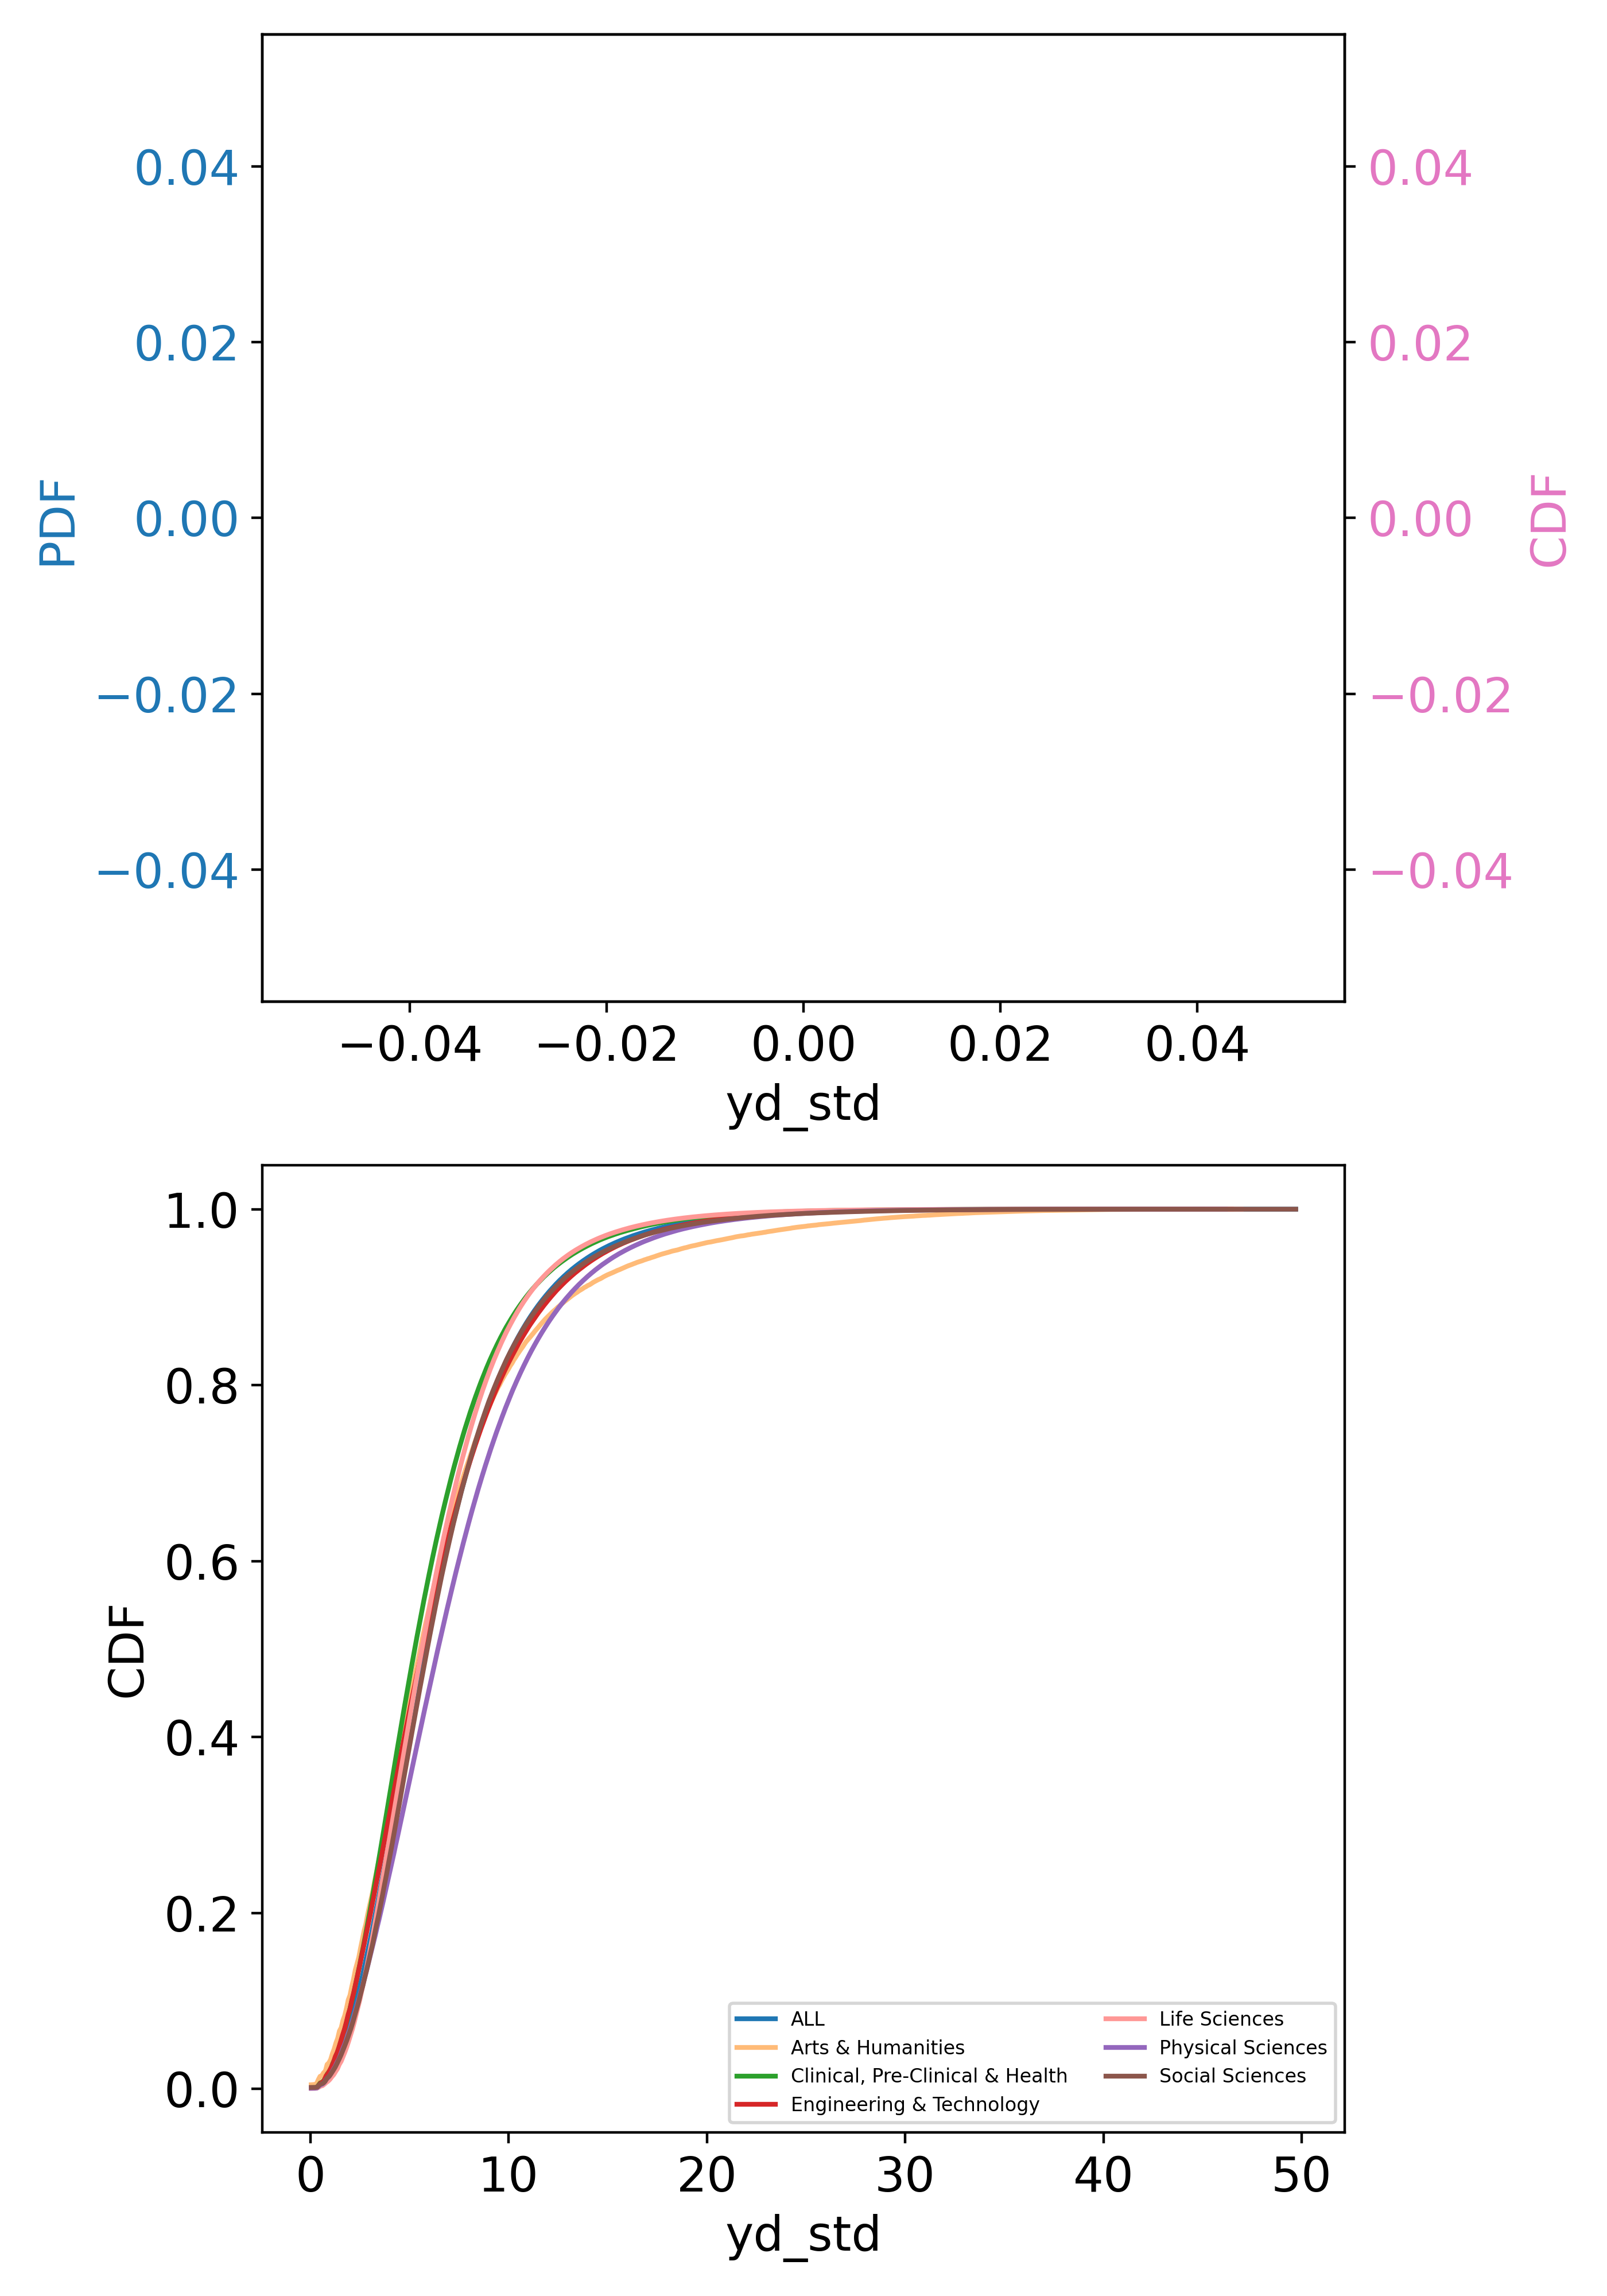 0.04
0.02
0.00
−0.02
−0.04
PDF
0.04
0.02
0.00
−0.02
−0.04
CDF
−0.04 −0.02 0.00 0.02 0.04
yd_std
1.0
0.8
0.6
0.4
0.2
0.0
CDF
ALL
Arts & Humanities
Clinical, Pre-Clinical & Health
Engineering & Technology
Life Sciences
Physical Sciences
Social Sciences
0 10 20 30 40 50
yd_std